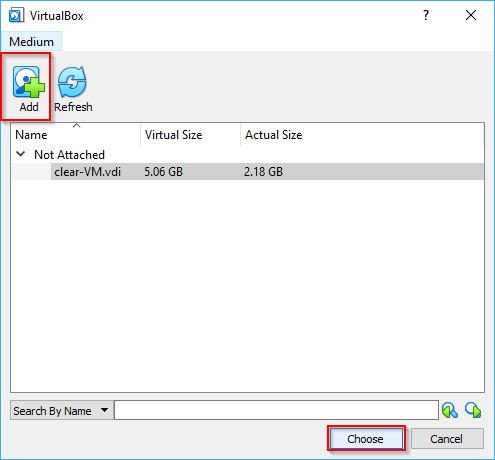 VirtualBox
?
Medium
Add Refresh
Name Virtual Size Actual Size
Not Attached
clear-VM.vdi 5.06 GB 2.18 GB
Search By Name
Choose Cancel